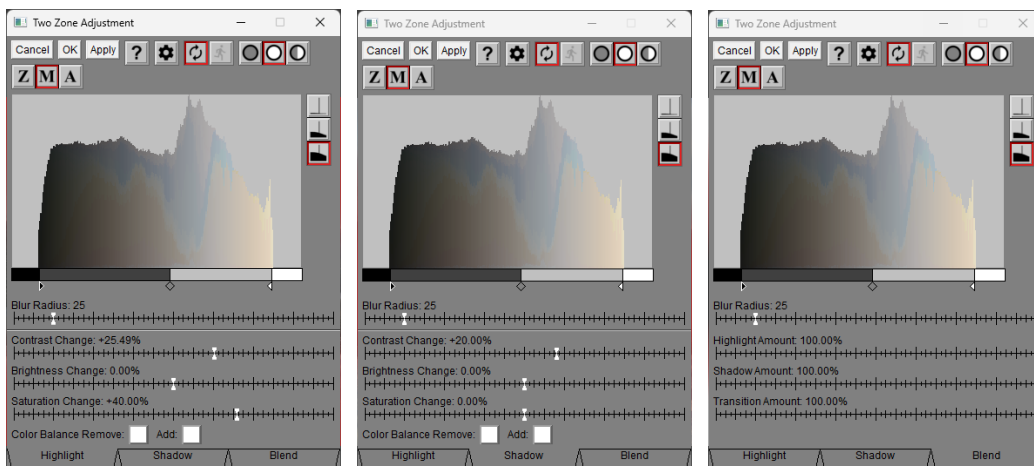 Two Zone Adjustment
Cancel OK Apply ?
Z M A
Blur Radius: 25
Contrast Change: +25.49%
Brightness Change: 0.00%
Saturation Change: +40.00%
Color Balance Remove: Add:
Highlight Shadow Blend
Two Zone Adjustment
Cancel OK Apply ?
Z M A
Blur Radius: 25
Contrast Change: +20.00%
Brightness Change: 0.00%
Saturation Change: 0.00%
Color Balance Remove: Add:
Highlight Shadow Blend
Two Zone Adjustment
Cancel OK Apply ?
Z M A
Blur Radius: 25
Highlight Amount: 100.00%
Shadow Amount: 100.00%
Transition Amount: 100.00%
Highlight Shadow Blend